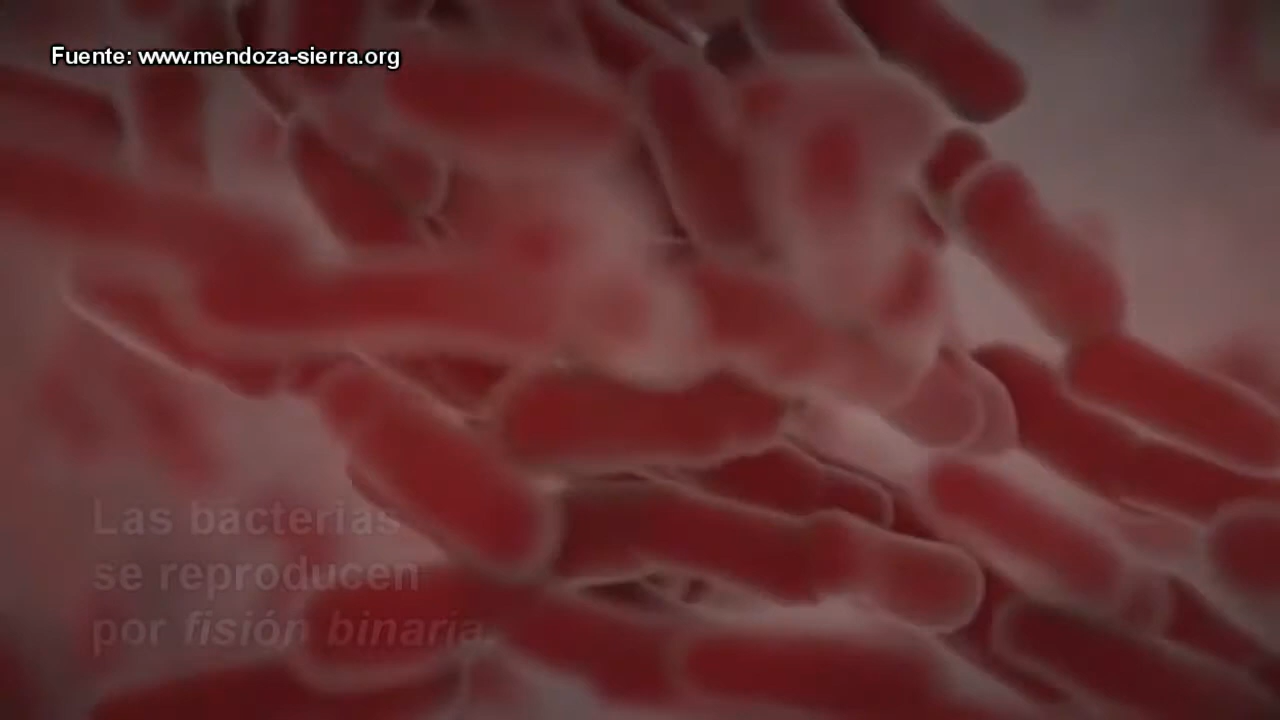 Fuente: www.mendoza-sierra.org
Las bacterias
se reproducen
por fisión binaria.